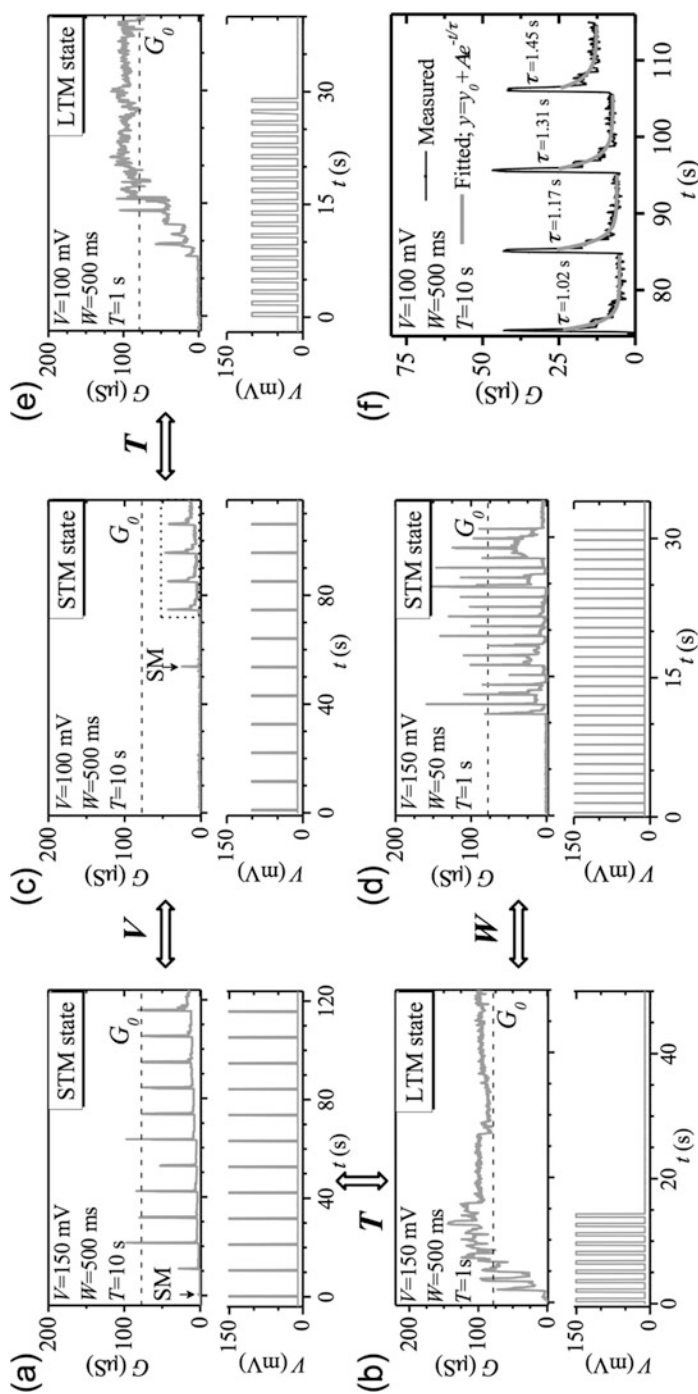 (a)
V=150 mV
W=500 ms
T=10 s
STM state
G₀
SM
200
100
0
G (μS)
150
0
V (mV)
0
40
80
120
t (s)
V
(c)
V=100 mV
W=500 ms
T=10 s
STM state
G₀
SM
200
100
0
G (μS)
150
0
V (mV)
0
40
80
t (s)
T
(e)
V=100 mV
W=500 ms
T=1 s
LTM state
G₀
200
100
0
G (μS)
150
0
V (mV)
0
15
30
t (s)
T
(b)
V=150 mV
W=500 ms
T=1s
LTM state
G₀
200
100
0
G (μS)
150
0
V (mV)
0
20
40
t (s)
W
(d)
V=150 mV
W=50 ms
T=1 s
STM state
G₀
200
100
0
G (μS)
150
0
V (mV)
0
15
30
t (s)
(f)
V=100 mV
W=500 ms
T=10 s
Measured
Fitted; y=y₀+Ae^{-t/τ}
τ=1.02 s
τ=1.17 s
τ=1.31 s
τ=1.45 s
75
50
25
0
G (μS)
80
90
100
110
t (s)